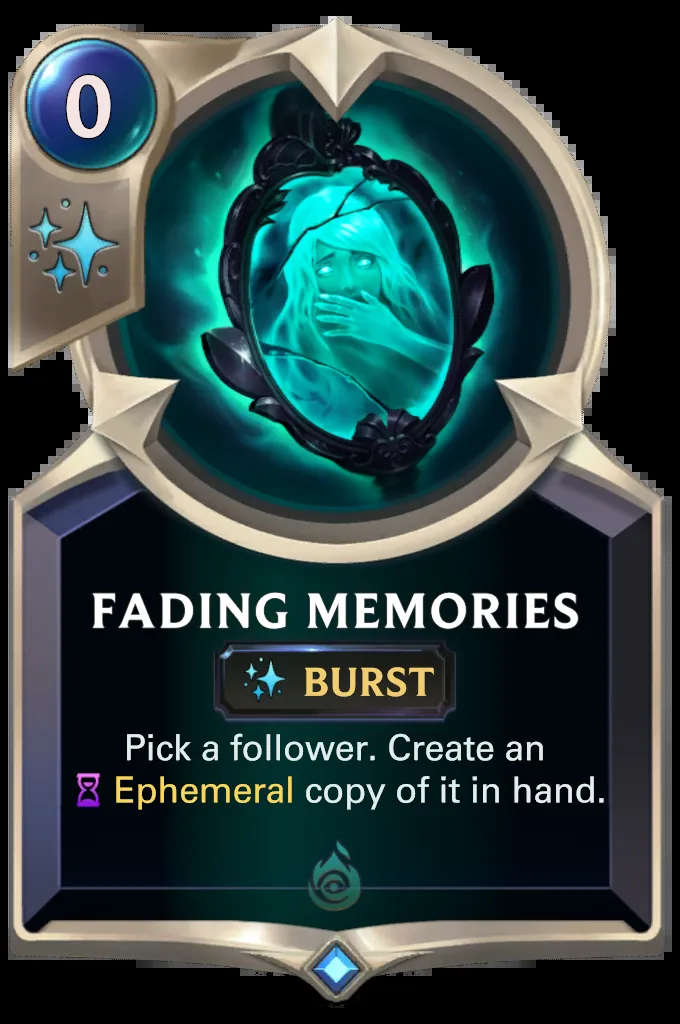 0
FADING MEMORIES
BURST
Pick a follower. Create an
Ephemeral copy of it in hand.